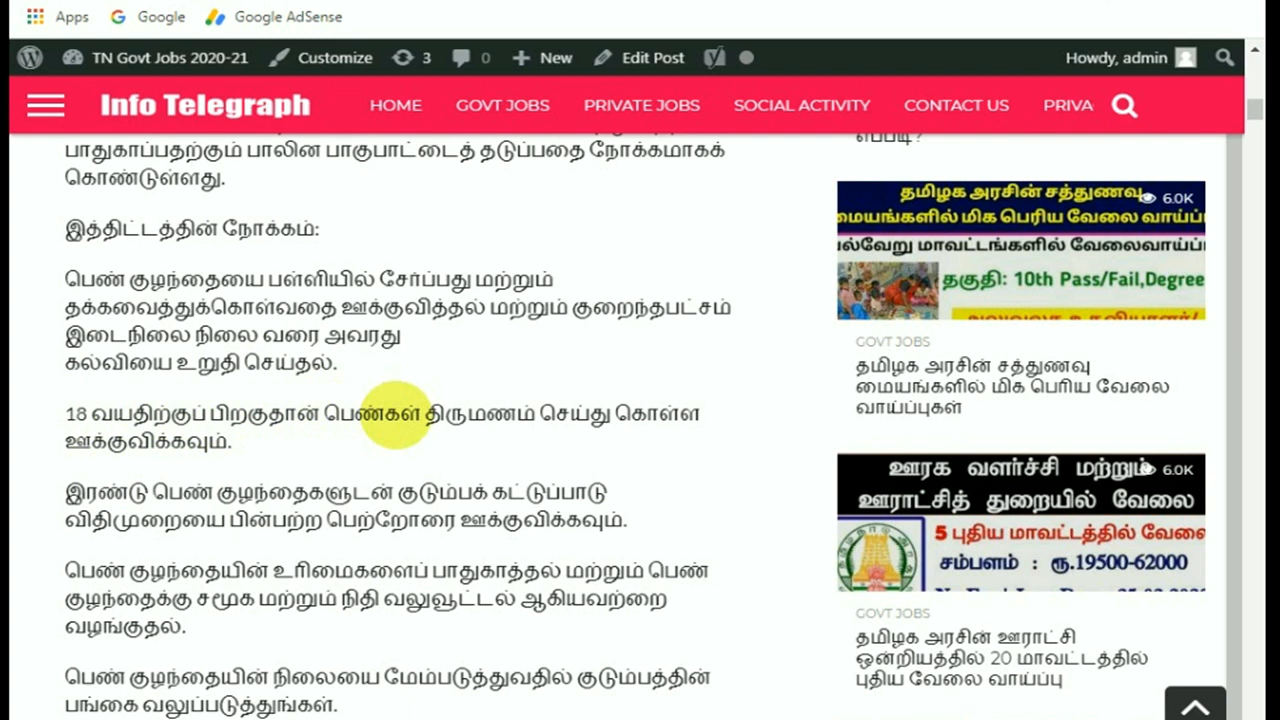 Apps Google Google AdSense
TN Govt Jobs 2020-21 Customize 3 0 New Edit Post Howdy, admin
Info Telegraph HOME GOVT JOBS PRIVATE JOBS SOCIAL ACTIVITY CONTACT US PRIVA
பாதுகாப்பதற்கும் பாலின பாகுபாட்டைத் தடுப்பதை நோக்கமாகக்
கொண்டுள்ளது.
இத்திட்டத்தின் நோக்கம்:
பெண் குழந்தையை பள்ளியில் சேர்ப்பது மற்றும்
தக்கவைத்துக்கொள்வதை ஊக்குவித்தல் மற்றும் குறைந்தபட்சம்
இடைநிலை நிலை வரை அவரது
கல்வியை உறுதி செய்தல்.
18 வயதிற்குப் பிறகுதான் பெண்கள் திருமணம் செய்து கொள்ள
ஊக்குவிக்கவும்.
இரண்டு பெண் குழந்தைகளுடன் குடும்பக் கட்டுப்பாடு
விதிமுறையை பின்பற்ற பெற்றோரை ஊக்குவிக்கவும்.
பெண் குழந்தையின் உரிமைகளைப் பாதுகாத்தல் மற்றும் பெண்
குழந்தைக்கு சமூக மற்றும் நிதி வலுவூட்டல் ஆகியவற்றை
வழங்குதல்.
பெண் குழந்தையின் நிலையை மேம்படுத்துவதில் குடும்பத்தின்
பங்கை வலுப்படுத்துங்கள்.
எப்படி?
தமிழக அரசின் சத்துணவு 6.0K
மையங்களில் மிக பெரிய வேலை வாய்ப்
பல்வேறு மாவட்டங்களில் வேலைவாய்ப்
தகுதி: 10th Pass/Fail,Degree
GOVT JOBS
தமிழக அரசின் சத்துணவு
மையங்களில் மிக பெரிய வேலை
வாய்ப்புகள்
ஊரக வளர்ச்சி மற்றும் 6.0K
ஊராட்சித் துறையில் வேலை
5 புதிய மாவட்டத்தில் வேலை
சம்பளம் : ரூ.19500-62000
GOVT JOBS
தமிழக அரசின் ஊராட்சி
ஒன்றியத்தில் 20 மாவட்டத்தில்
புதிய வேலை வாய்ப்பு